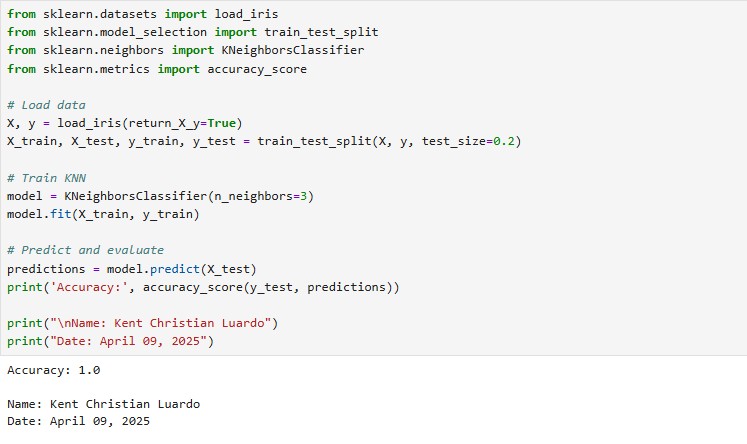 from sklearn.datasets import load_iris
from sklearn.model_selection import train_test_split
from sklearn.neighbors import KNeighborsClassifier
from sklearn.metrics import accuracy_score
# Load data
X, y = load_iris(return_X_y=True)
X_train, X_test, y_train, y_test = train_test_split(X, y, test_size=0.2)
# Train KNN
model = KNeighborsClassifier(n_neighbors=3)
model.fit(X_train, y_train)
# Predict and evaluate
predictions = model.predict(X_test)
print('Accuracy:', accuracy_score(y_test, predictions))
print("\nName: Kent Christian Luardo")
print("Date: April 09, 2025")
Accuracy: 1.0
Name: Kent Christian Luardo
Date: April 09, 2025